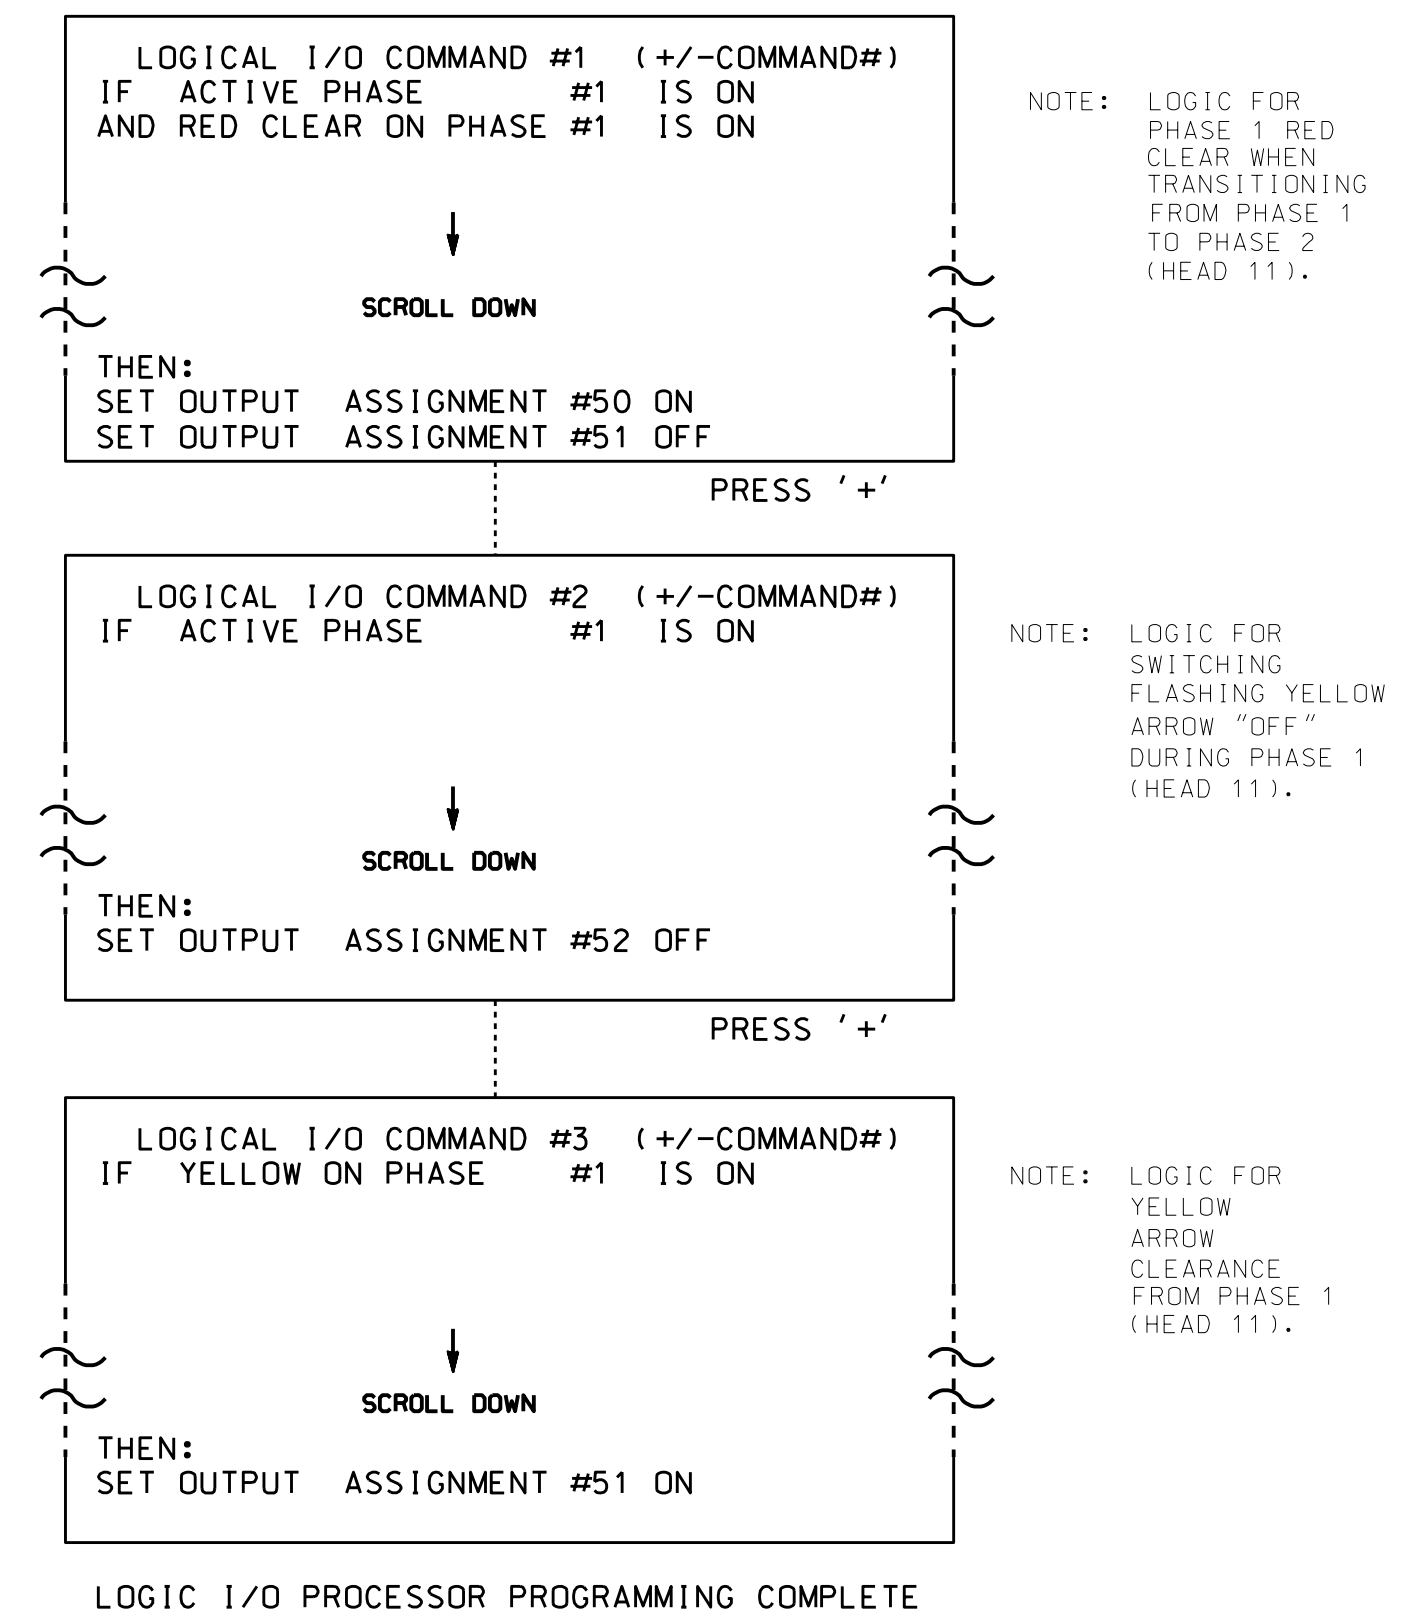 LOGICAL I/O COMMAND #1 (+/-COMMAND#)
IF ACTIVE PHASE #1 IS ON
AND RED CLEAR ON PHASE #1 IS ON
SCROLL DOWN
THEN:
SET OUTPUT ASSIGNMENT #50 ON
SET OUTPUT ASSIGNMENT #51 OFF
NOTE: LOGIC FOR
PHASE 1 RED
CLEAR WHEN
TRANSITIONING
FROM PHASE 1
TO PHASE 2
(HEAD 11).
PRESS '+'
LOGICAL I/O COMMAND #2 (+/-COMMAND#)
IF ACTIVE PHASE #1 IS ON
SCROLL DOWN
THEN:
SET OUTPUT ASSIGNMENT #52 OFF
NOTE: LOGIC FOR
SWITCHING
FLASHING YELLOW
ARROW "OFF"
DURING PHASE 1
(HEAD 11).
PRESS '+'
LOGICAL I/O COMMAND #3 (+/-COMMAND#)
IF YELLOW ON PHASE #1 IS ON
SCROLL DOWN
THEN:
SET OUTPUT ASSIGNMENT #51 ON
NOTE: LOGIC FOR
YELLOW
ARROW
CLEARANCE
FROM PHASE 1
(HEAD 11).
LOGIC I/O PROCESSOR PROGRAMMING COMPLETE